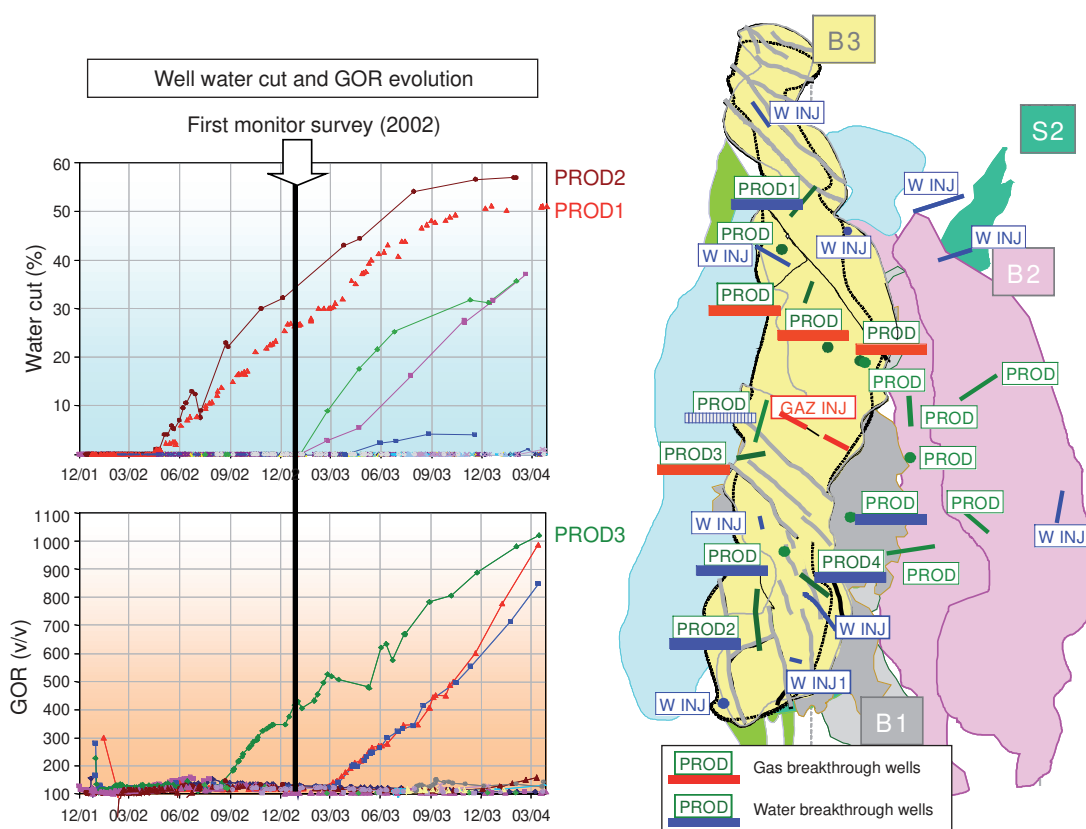 Well water cut and GOR evolution
First monitor survey (2002)
Water cut (%)
60
50
40
30
20
10
12/01 03/02 06/02 09/02 12/02 03/03 06/03 09/03 12/03 03/04
PROD2
PROD1
GOR (v/v)
1100
1000
900
800
700
600
500
400
300
200
100
12/01 03/02 06/02 09/02 12/02 03/03 06/03 09/03 12/03 03/04
PROD3
B3
S2
W INJ
W INJ
PROD1
PROD
W INJ
W INJ
W INJ
B2
PROD
PROD
PROD
PROD
PROD
PROD
GAZ INJ
PROD
PROD
PROD3
PROD
PROD
W INJ
W INJ
PROD
PROD4
PROD
PROD2
W INJ
W INJ1
W INJ
B1
PROD
Gas breakthrough wells
PROD
Water breakthrough wells